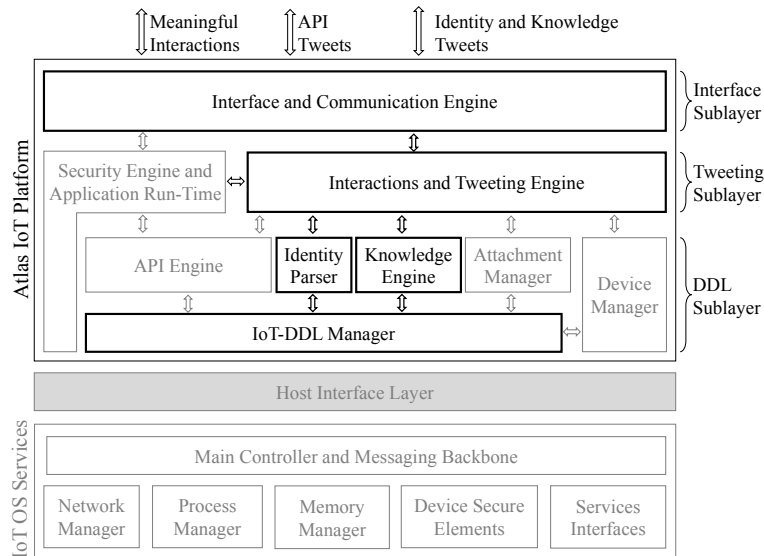 Meaningful
Interactions
API
Tweets
Identity and Knowledge
Tweets
Atlas IoT Platform
Interface and Communication Engine
Interface
Sublayer
Security Engine and
Application Run-Time
Interactions and Tweeting Engine
Tweeting
Sublayer
API Engine
Identity
Parser
Knowledge
Engine
Attachment
Manager
Device
Manager
DDL
Sublayer
IoT-DDL Manager
Host Interface Layer
IoT OS Services
Main Controller and Messaging Backbone
Network
Manager
Process
Manager
Memory
Manager
Device Secure
Elements
Services
Interfaces